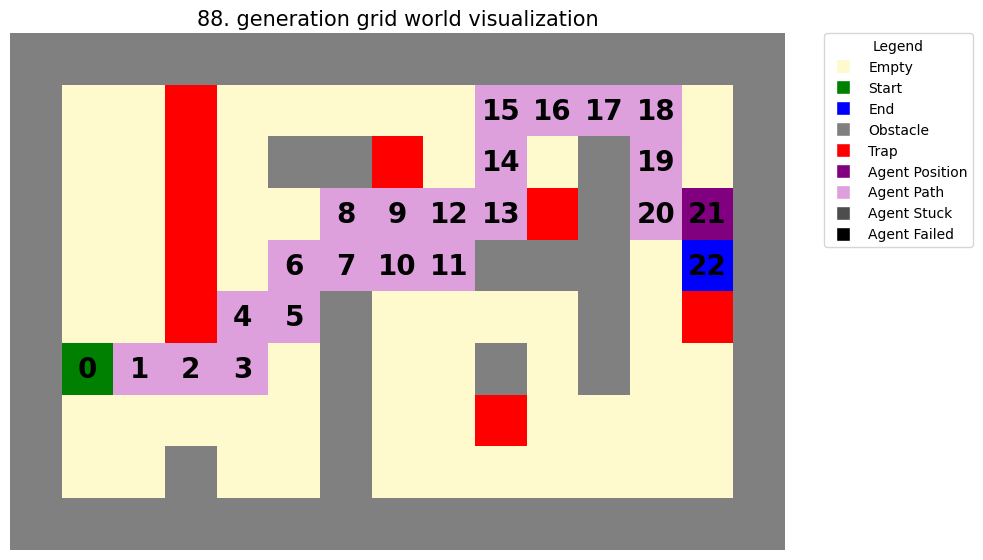 88. generation grid world visualization
15 16 17 18
14 19
8 9 12 13 20 21
6 7 10 11 22
4 5
0 1 2 3
Legend
Empty
Start
End
Obstacle
Trap
Agent Position
Agent Path
Agent Stuck
Agent Failed